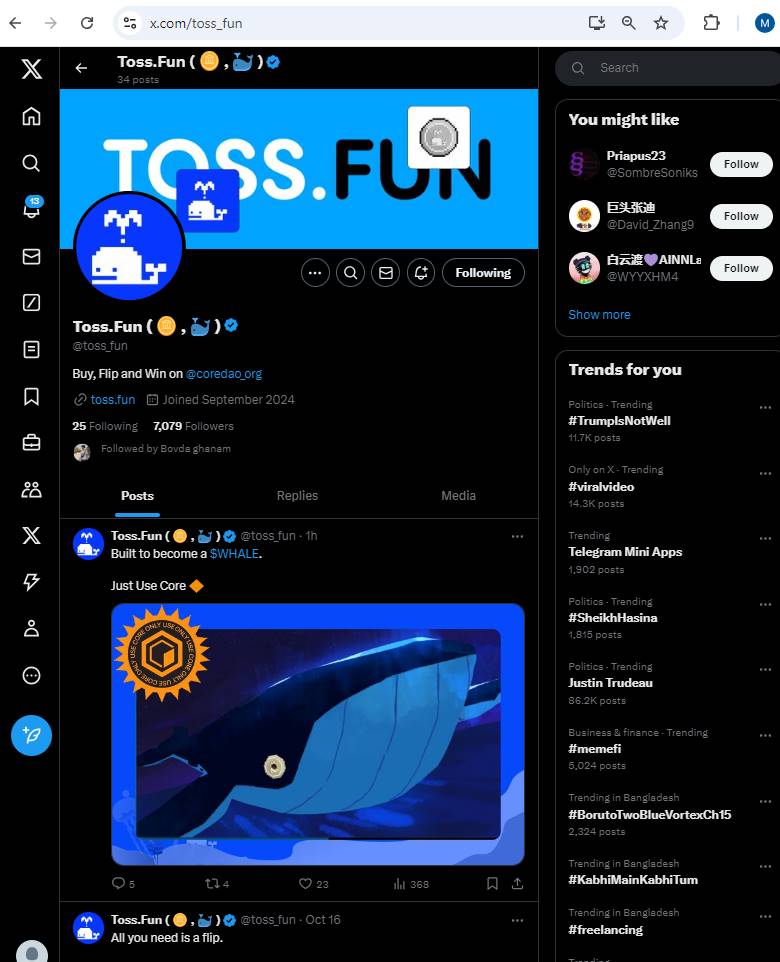 x.com/toss_fun
M
Toss.Fun ( 🪙 , 🐳 )
34 posts
Search
TOSS.FUN
You might like
Priapus23
@SombreSoniks
Follow
巨头张迪
@David_Zhang9
Follow
白云渡💜AINNLa
@WYYXHM4
Follow
Show more
13
Following
Toss.Fun ( 🪙 , 🐳 )
@toss_fun
Buy, Flip and Win on @coredao_org
toss.fun Joined September 2024
25 Following 7,079 Followers
Followed by Bovda ghanam
Posts Replies Media
Toss.Fun ( 🪙 , 🐳 ) @toss_fun · 1h
Built to become a $WHALE.
Just Use Core 🔶
ONLY USE CORE ONLY USE CORE ONLY USE CORE
5 4 23 368
Toss.Fun ( 🪙 , 🐳 ) @toss_fun · Oct 16
All you need is a flip.
Trends for you
Politics · Trending
#TrumpIsNotWell
11.7K posts
Only on X · Trending
#viralvideo
14.3K posts
Trending
Telegram Mini Apps
1,902 posts
Politics · Trending
#SheikhHasina
1,815 posts
Politics · Trending
Justin Trudeau
86.2K posts
Business & finance · Trending
#memefi
5,024 posts
Trending in Bangladesh
#BorutoTwoBlueVortexCh15
2,324 posts
Trending in Bangladesh
#KabhiMainKabhiTum
Trending in Bangladesh
#freelancing